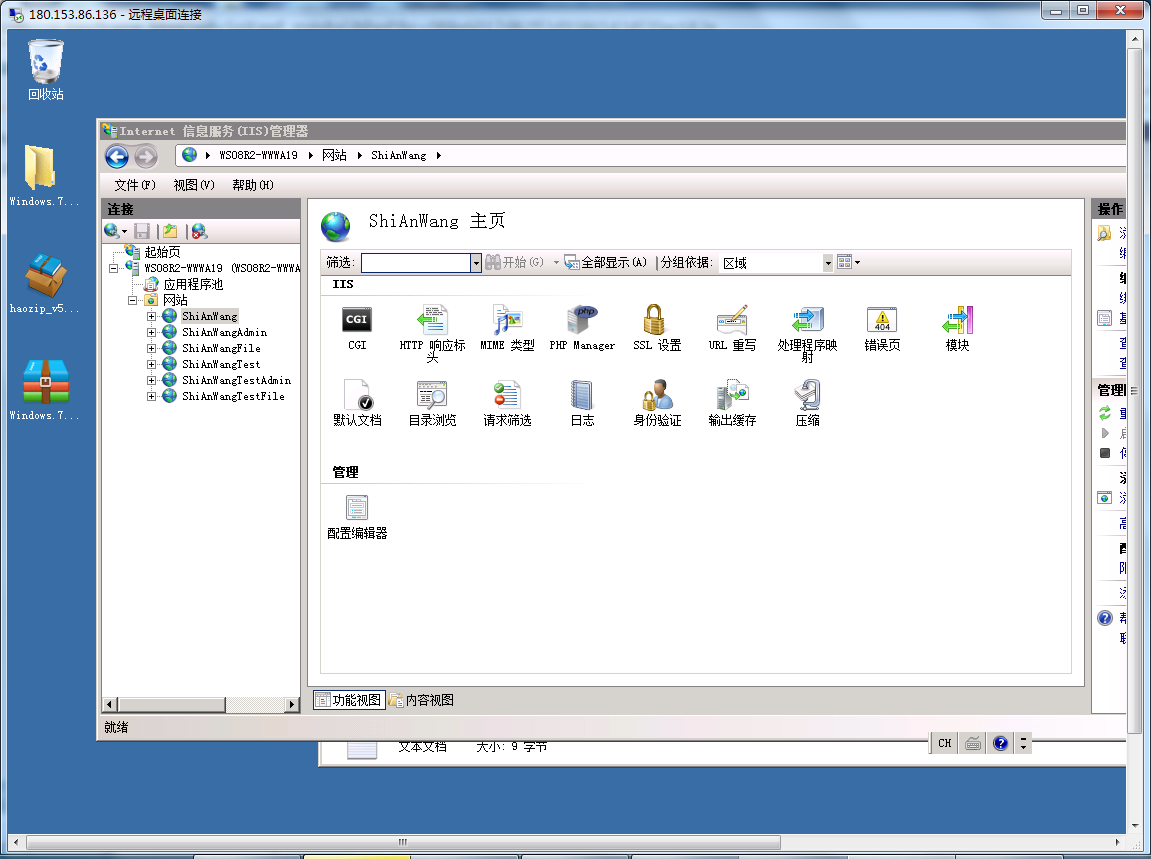 180.153.86.136 - 远程桌面连接
回收站
Windows.7...
haozip_v5...
Windows.7...
Internet 信息服务(IIS)管理器
WS08R2-WWWA19 网站 ShiAnWang
文件(F) 视图(V) 帮助(H)
连接
起始页
WS08R2-WWWA19 (WS08R2-WWWA
应用程序池
网站
ShiAnWang
ShiAnWangAdmin
ShiAnWangFile
ShiAnWangTest
ShiAnWangTestAdmin
ShiAnWangTestFile
ShiAnWang 主页
筛选: 开始(G) 全部显示(A) 分组依据: 区域
IIS
CGI
404
php
CGI
HTTP 响应标头
MIME 类型
PHP Manager
SSL 设置
URL 重写
处理程序映射
错误页
模块
默认文档
目录浏览
请求筛选
日志
身份验证
输出缓存
压缩
管理
配置编辑器
功能视图 内容视图
操作
管理
就绪
文本文档 大小: 9 字节
CH